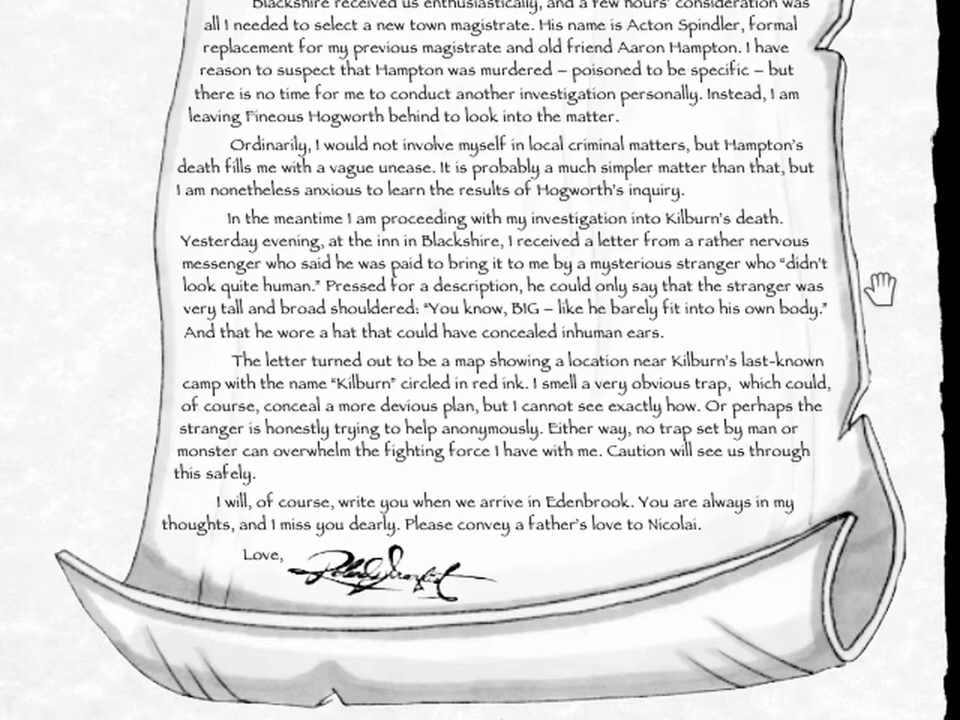 Blackshire received us enthusiastically, and a few hours' consideration was
all I needed to select a new town magistrate. His name is Acton Spindler, formal
replacement for my previous magistrate and old friend Aaron Hampton. I have
reason to suspect that Hampton was murdered – poisoned to be specific – but
there is no time for me to conduct another investigation personally. Instead, I am
leaving Fineous Hogworth behind to look into the matter.
Ordinarily, I would not involve myself in local criminal matters, but Hampton's
death fills me with a vague unease. It is probably a much simpler matter than that, but
I am nonetheless anxious to learn the results of Hogworth's inquiry.
In the meantime I am proceeding with my investigation into Kilburn's death.
Yesterday evening, at the inn in Blackshire, I received a letter from a rather nervous
messenger who said he was paid to bring it to me by a mysterious stranger who "didn't
look quite human." Pressed for a description, he could only say that the stranger was
very tall and broad shouldered: "You know, BIG – like he barely fit into his own body."
And that he wore a hat that could have concealed inhuman ears.
The letter turned out to be a map showing a location near Kilburn's last-known
camp with the name "Kilburn" circled in red ink. I smell a very obvious trap, which could,
of course, conceal a more devious plan, but I cannot see exactly how. Or perhaps the
stranger is honestly trying to help anonymously. Either way, no trap set by man or
monster can overwhelm the fighting force I have with me. Caution will see us through
this safely.
I will, of course, write you when we arrive in Edenbrook. You are always in my
thoughts, and I miss you dearly. Please convey a father's love to Nicolai.
Love,